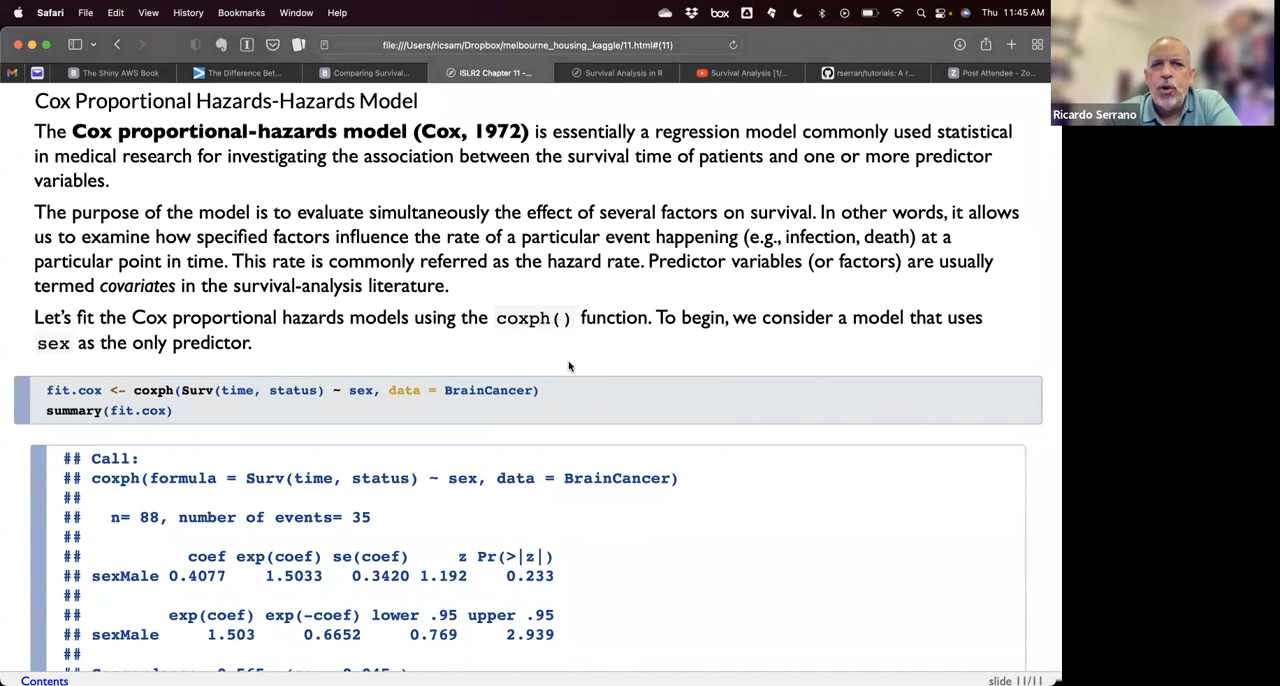 Safari File Edit View History Bookmarks Window Help box Thu 11:45 AM
file:///Users/ricsam/Dropbox/melbourne_housing_kaggle/11.html#(11)
The Shiny AWS Book The Difference Bet... Comparing Survival... ISLR2 Chapter 11 -... Survival Analysis in R Survival Analysis [1/... rserran/tutorials: A r... Post Attendee - Zo...
Ricardo Serrano
Cox Proportional Hazards-Hazards Model
The Cox proportional-hazards model (Cox, 1972) is essentially a regression model commonly used statistical
in medical research for investigating the association between the survival time of patients and one or more predictor
variables.
The purpose of the model is to evaluate simultaneously the effect of several factors on survival. In other words, it allows
us to examine how specified factors influence the rate of a particular event happening (e.g., infection, death) at a
particular point in time. This rate is commonly referred as the hazard rate. Predictor variables (or factors) are usually
termed covariates in the survival-analysis literature.
Let's fit the Cox proportional hazards models using the coxph() function. To begin, we consider a model that uses
sex as the only predictor.
fit.cox <- coxph(Surv(time, status) ~ sex, data = BrainCancer)
summary(fit.cox)
## Call:
## coxph(formula = Surv(time, status) ~ sex, data = BrainCancer)
##
## n= 88, number of events= 35
##
## coef exp(coef) se(coef) z Pr(>|z|)
## sexMale 0.4077 1.5033 0.3420 1.192 0.233
##
## exp(coef) exp(-coef) lower .95 upper .95
## sexMale 1.503 0.6652 0.769 2.939
##
Contents slide 11/11